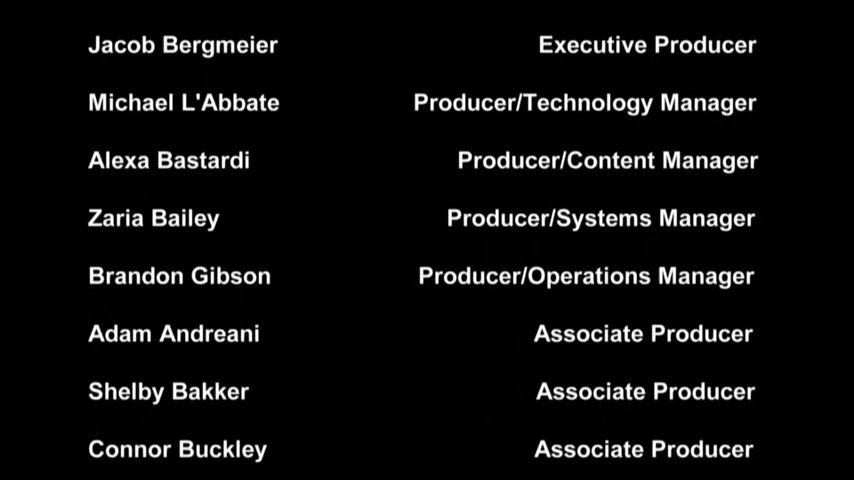 Jacob Bergmeier Executive Producer
Michael L'Abbate Producer/Technology Manager
Alexa Bastardi Producer/Content Manager
Zaria Bailey Producer/Systems Manager
Brandon Gibson Producer/Operations Manager
Adam Andreani Associate Producer
Shelby Bakker Associate Producer
Connor Buckley Associate Producer